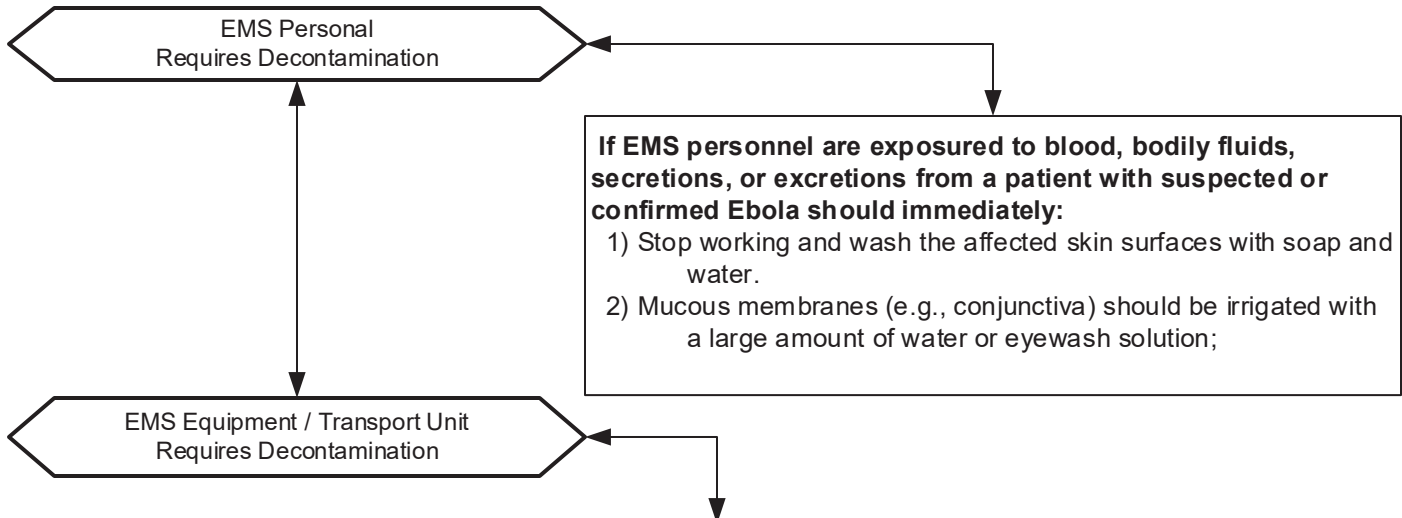 EMS Personal
Requires Decontamination
If EMS personnel are exposured to blood, bodily fluids,
secretions, or excretions from a patient with suspected or
confirmed Ebola should immediately:
1) Stop working and wash the affected skin surfaces with soap and
water.
2) Mucous membranes (e.g., conjunctiva) should be irrigated with
a large amount of water or eyewash solution;
EMS Equipment / Transport Unit
Requires Decontamination